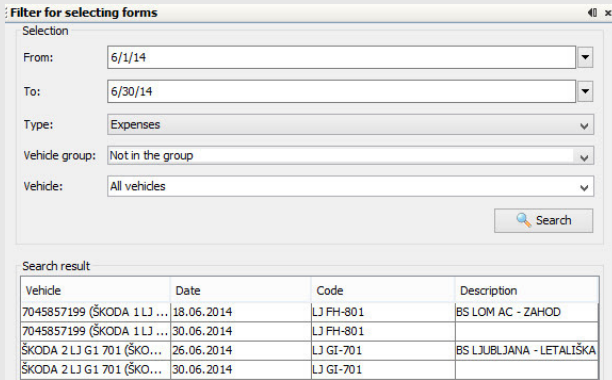 Filter for selecting forms
Selection
From: 6/1/14
To: 6/30/14
Type: Expenses
Vehicle group: Not in the group
Vehicle: All vehicles
Search
Search result
Vehicle Date Code Description
7045857199 (ŠKODA 1 LJ ... 18.06.2014 LJ FH-801 BS LOM AC - ZAHOD
7045857199 (ŠKODA 1 LJ ... 30.06.2014 LJ FH-801
ŠKODA 2 LJ G1 701 (ŠKO... 26.06.2014 LJ GI-701 BS LJUBLJANA - LETALIŠKA
ŠKODA 2 LJ G1 701 (ŠKO... 30.06.2014 LJ GI-701